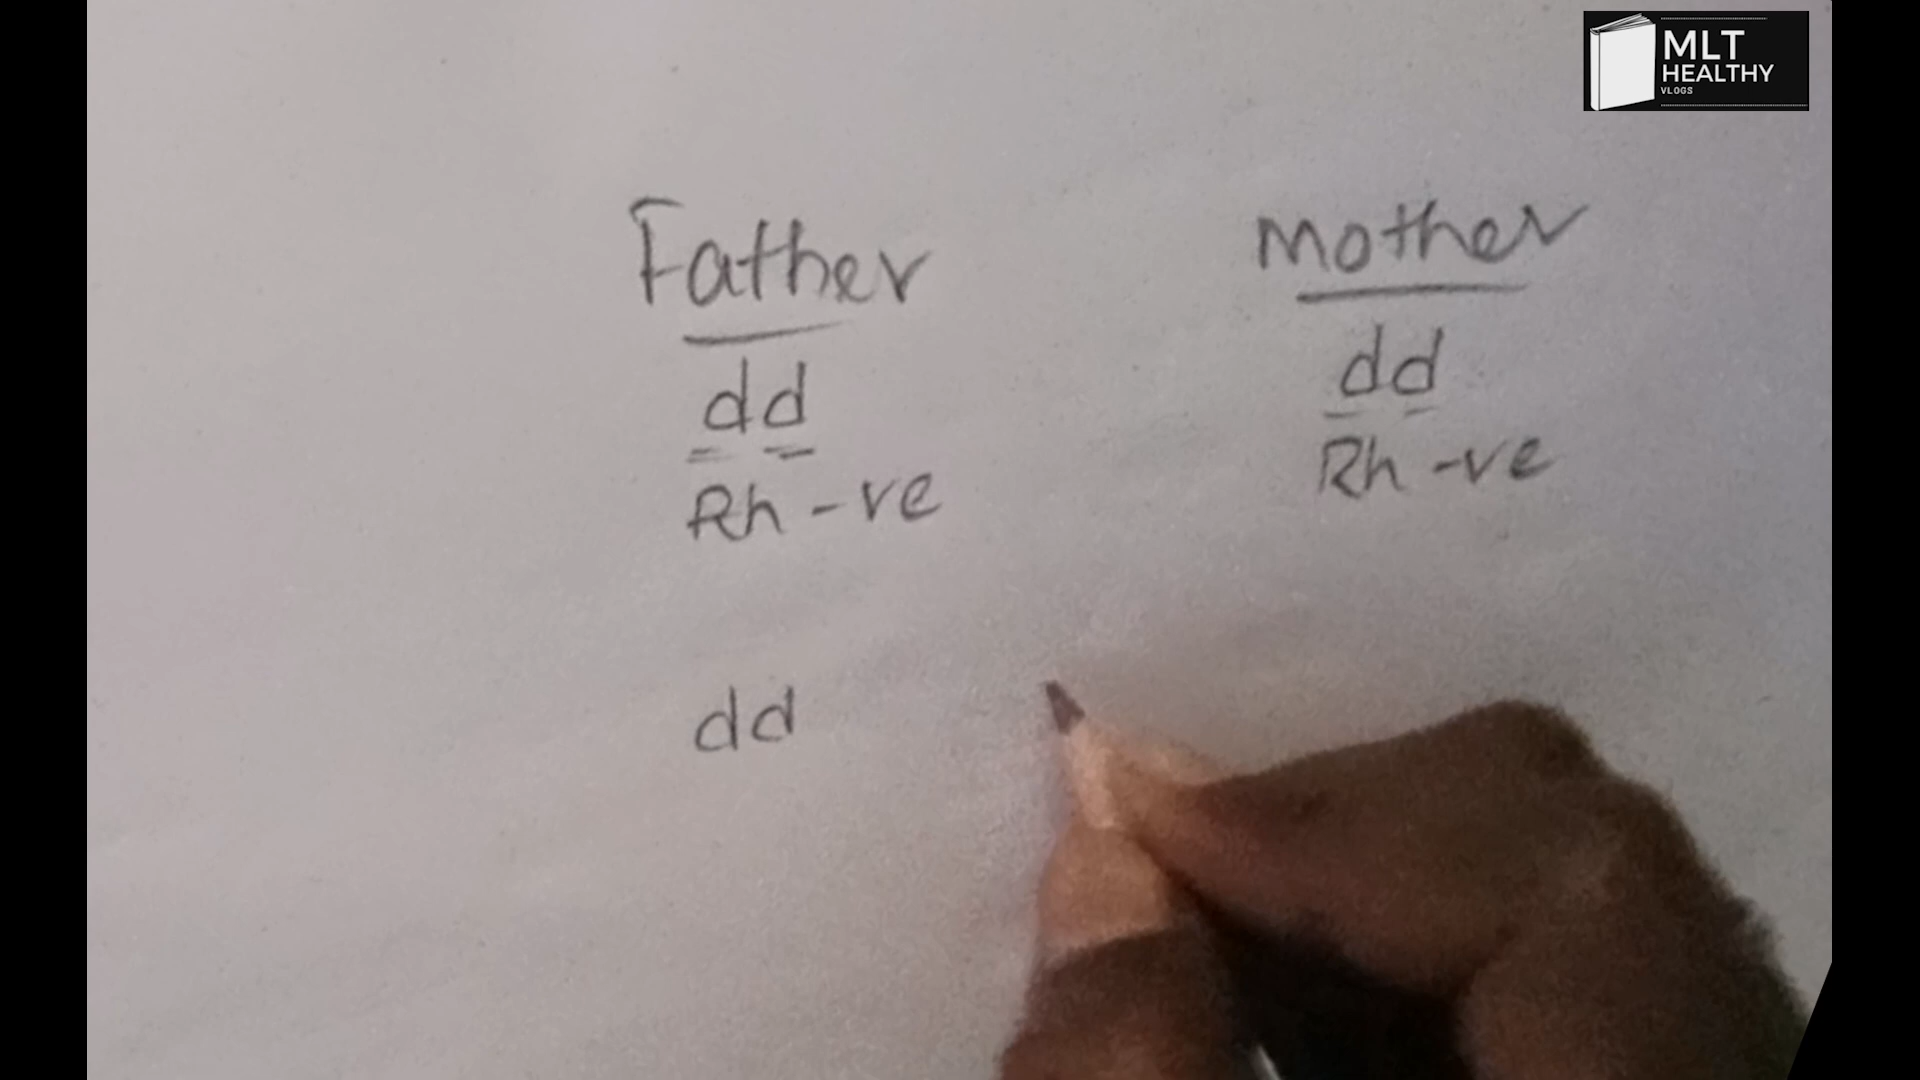 MLT
HEALTHY
VLOGS
Father Mother
dd dd
Rh -ve Rh -ve
dd